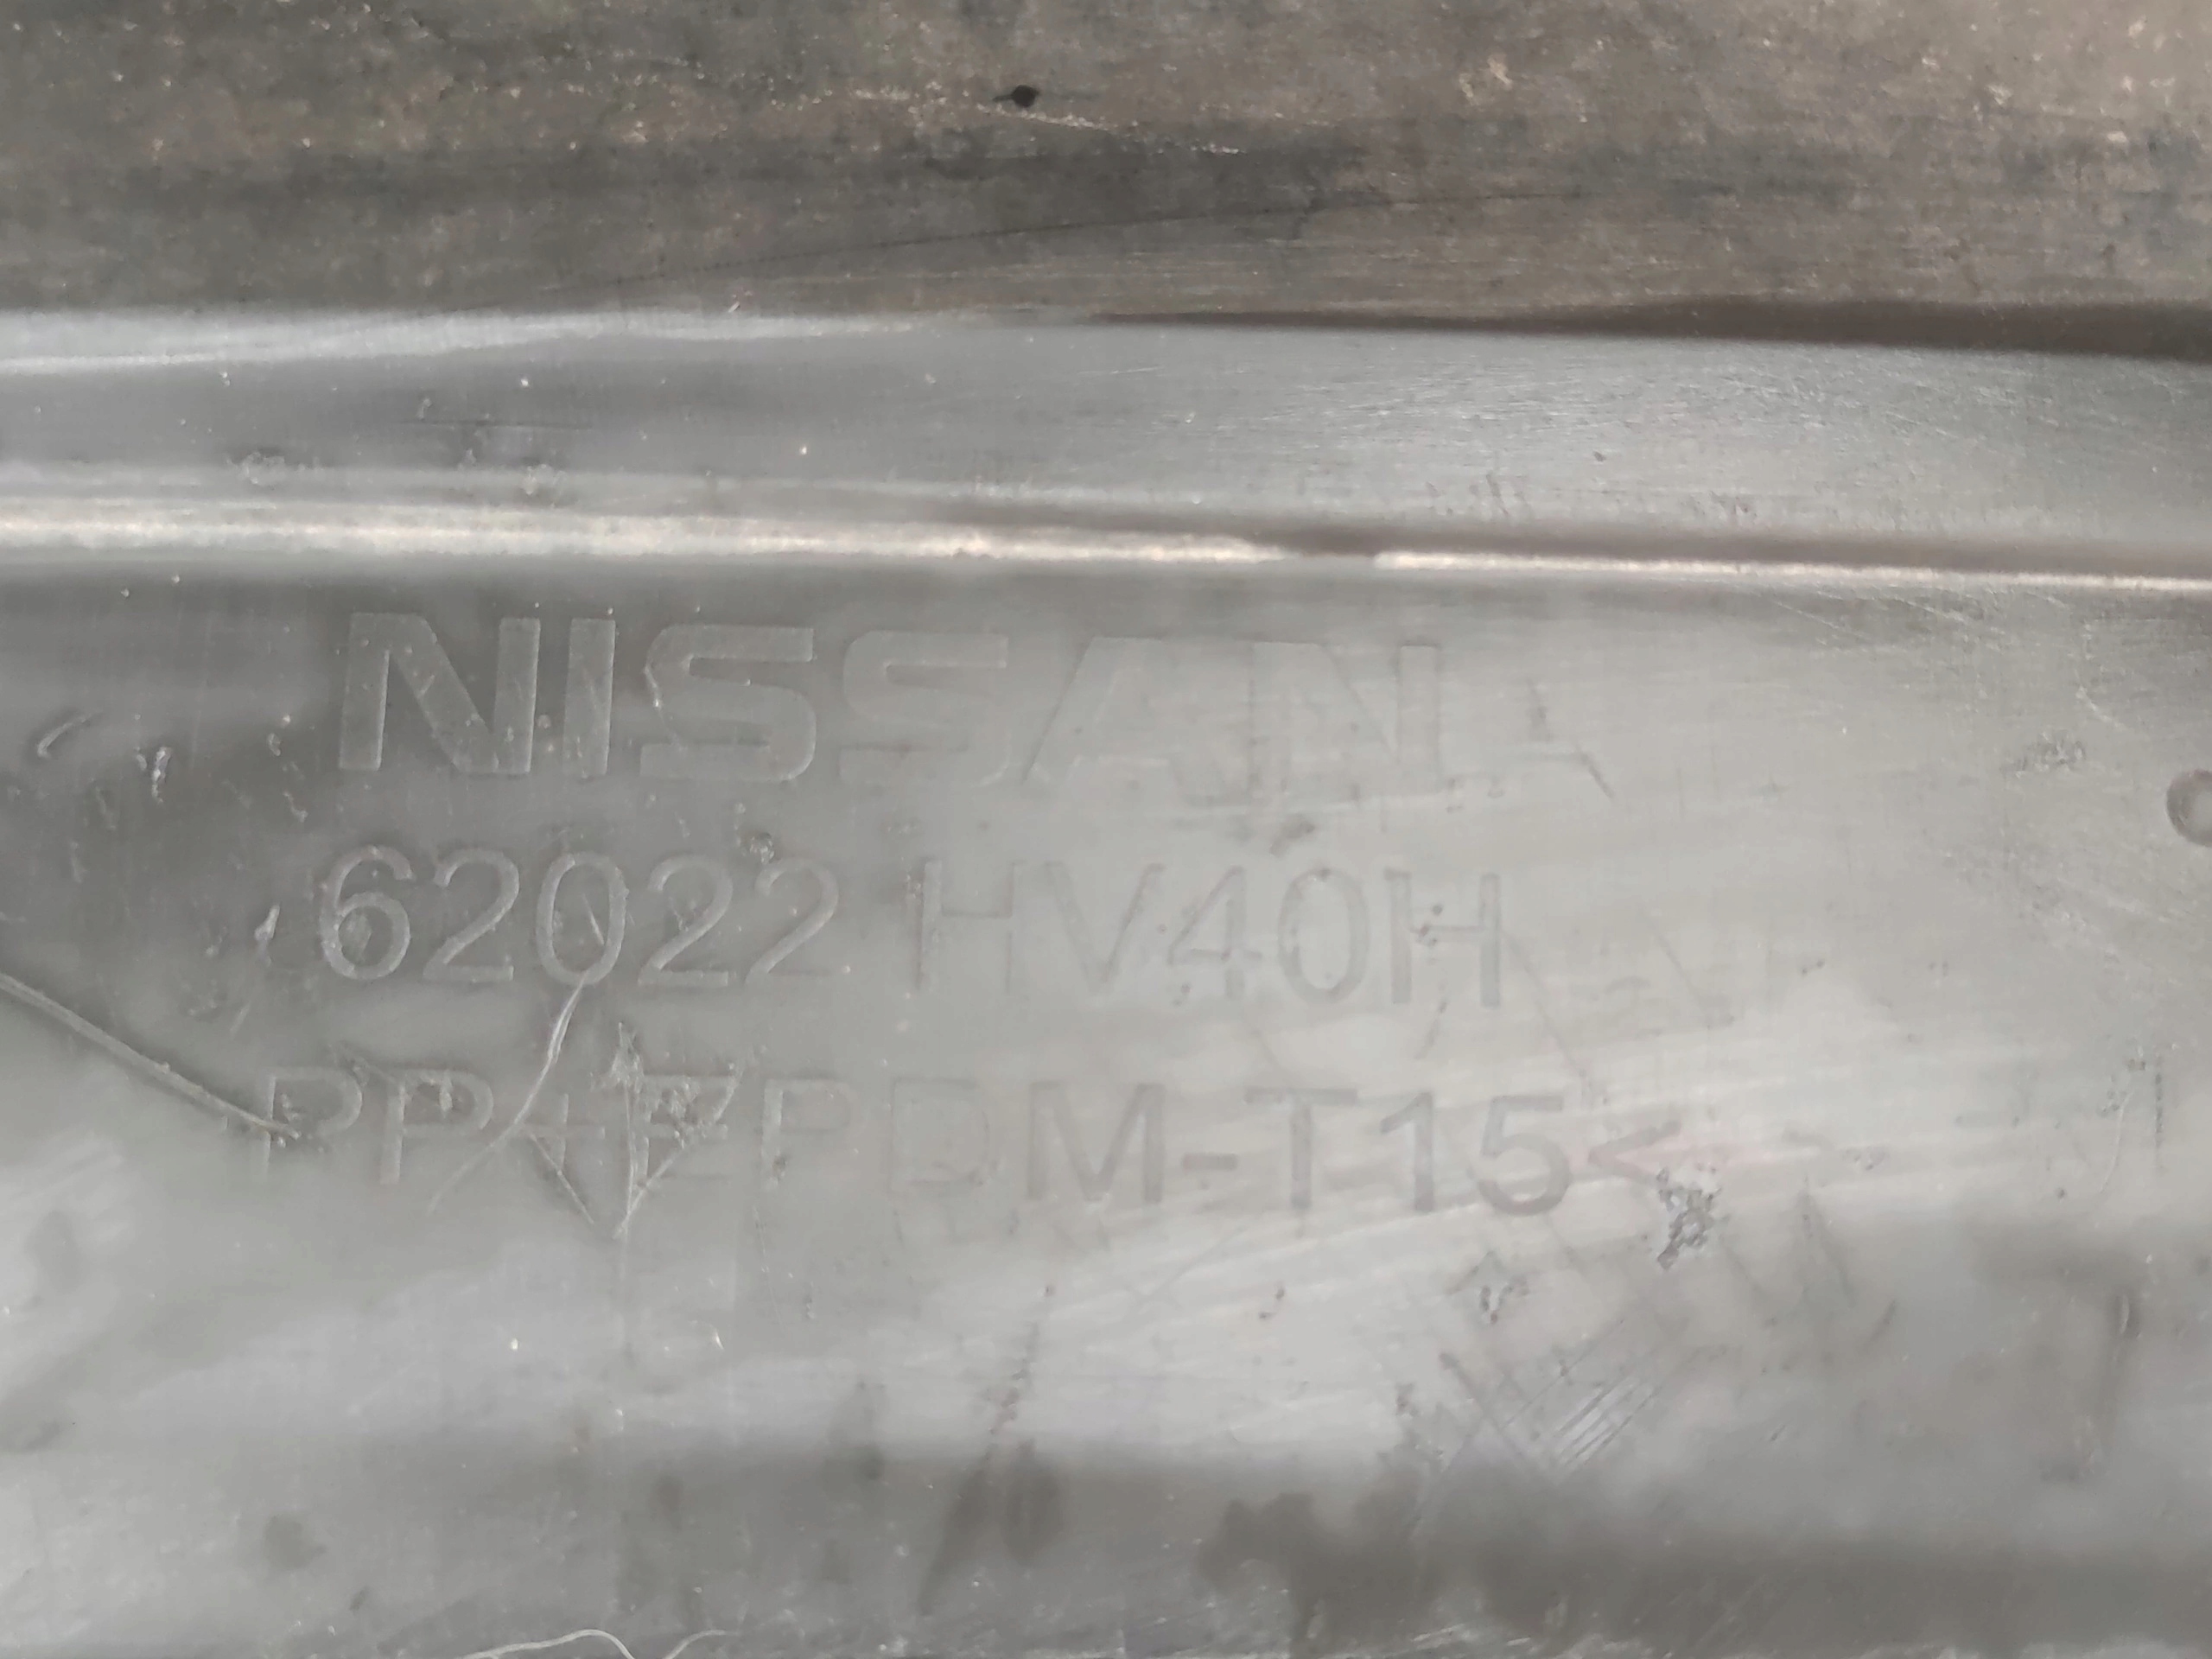 NISSAN
62022 HV40H
>PP+EPDM-T15<